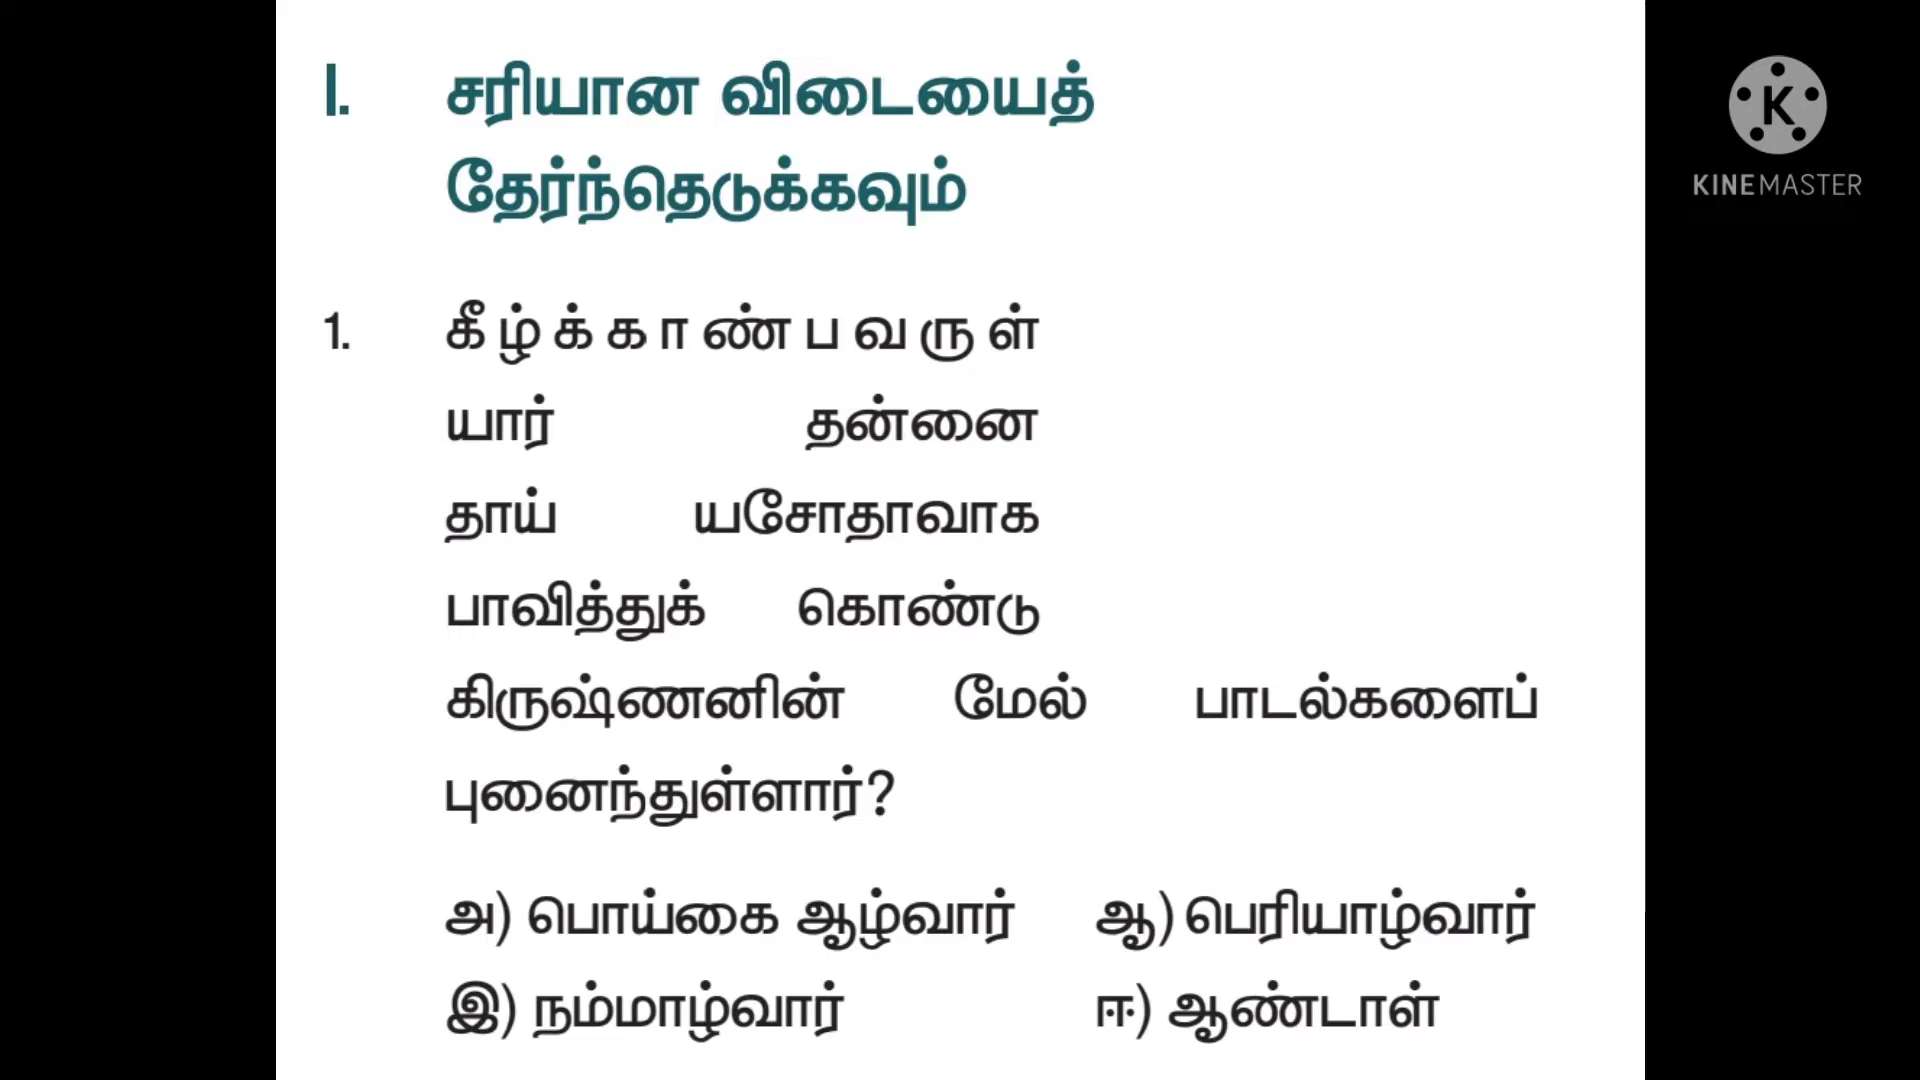 I. சரியான விடையைத்
தேர்ந்தெடுக்கவும்
1. கீழ்க்காண்பவருள்
யார் தன்னை
தாய் யசோதாவாக
பாவித்துக் கொண்டு
கிருஷ்ணனின் மேல் பாடல்களைப்
புனைந்துள்ளார்?
அ) பொய்கை ஆழ்வார் ஆ) பெரியாழ்வார்
இ) நம்மாழ்வார் ஈ) ஆண்டாள்
K
KINEMASTER